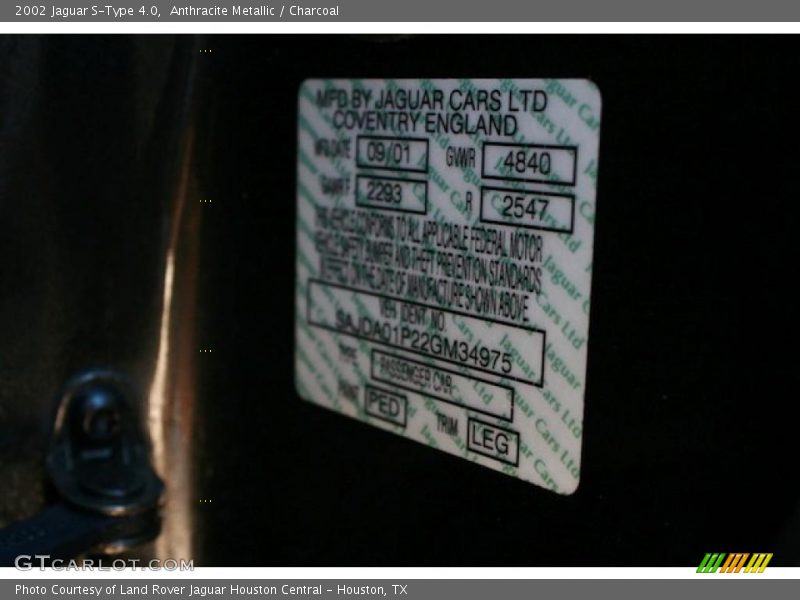 2002 Jaguar S-Type 4.0,  Anthracite Metallic / Charcoal
MFD BY JAGUAR CARS LTD
COVENTRY ENGLAND
MFG DATE 09/01 GVWR 4840
GAWR F 2293 R 2547
THIS VEHICLE CONFORMS TO ALL APPLICABLE FEDERAL MOTOR
VEHICLE SAFETY BUMPER AND THEFT PREVENTION STANDARDS
IN EFFECT ON THE DATE OF MANUFACTURE SHOWN ABOVE
VEH IDENT. NO
SAJDA01P22GM34975
TYPE PASSENGER CAR
PAINT PED TRIM LEG
GTCARLOT.COM
Photo Courtesy of Land Rover Jaguar Houston Central - Houston, TX